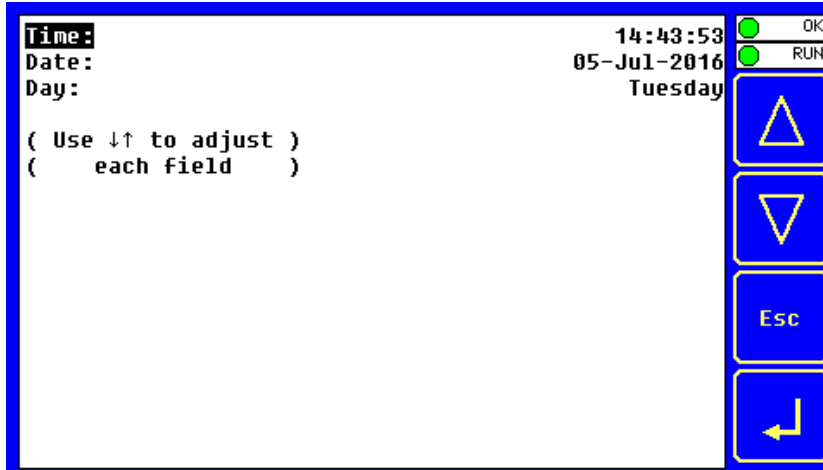 Time: 14:43:53
Date: 05-Jul-2016
Day: Tuesday
( Use ↓↑ to adjust )
( each field )
OK
RUN
Esc